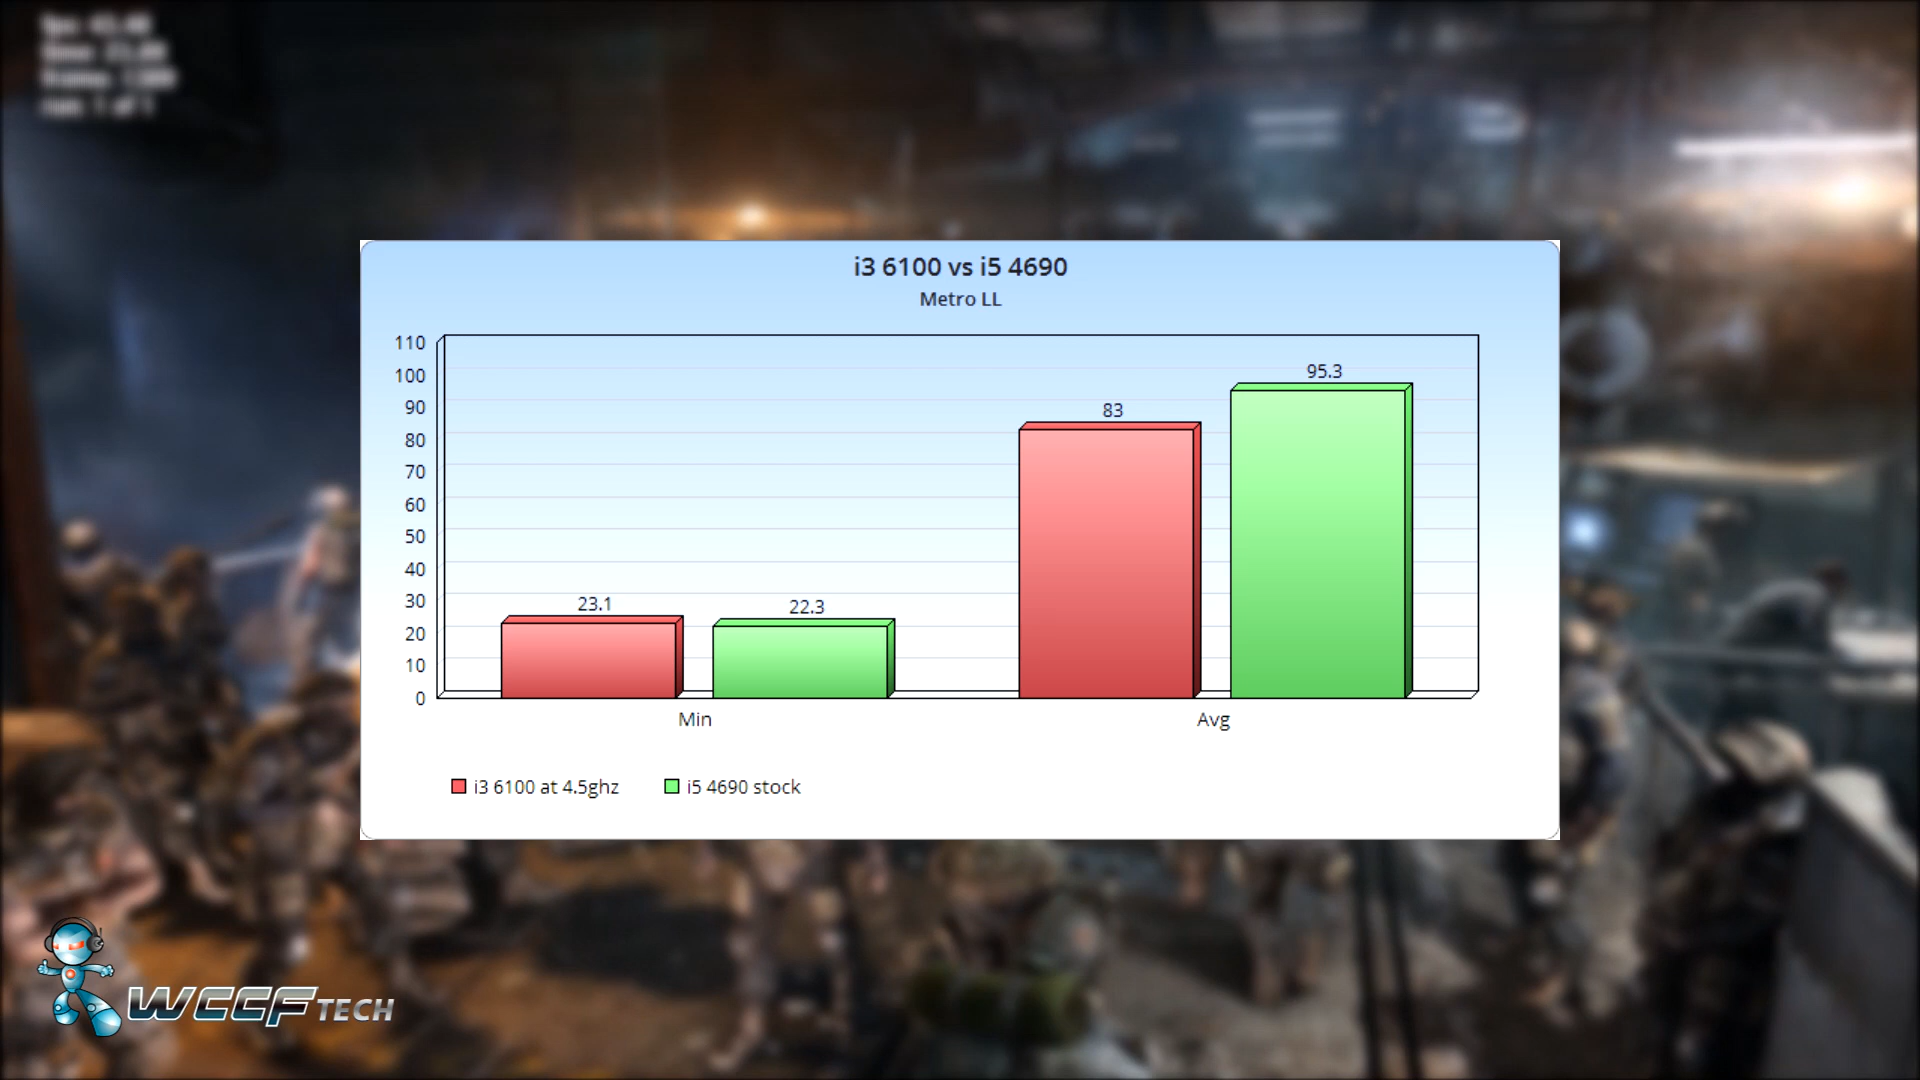 i3 6100 vs i5 4690
Metro LL
110
100
90
80
70
60
50
40
30
20
10
0
23.1
22.3
83
95.3
Min
Avg
i3 6100 at 4.5ghz
i5 4690 stock
WCCFTECH